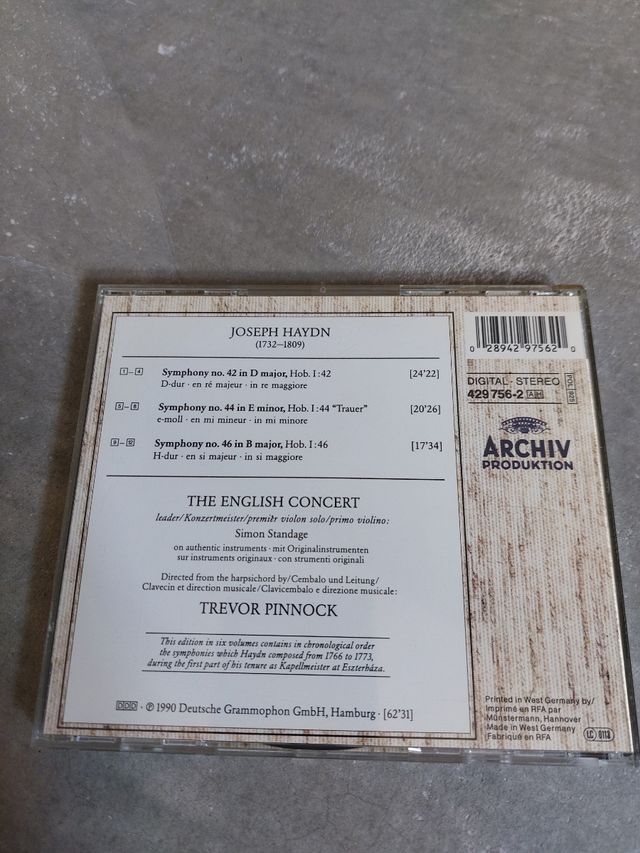 JOSEPH HAYDN
(1732–1809)
1 – 4 Symphony no. 42 in D major, Hob. I:42 [24'22]
D-dur · en ré majeur · in re maggiore
5 – 8 Symphony no. 44 in E minor, Hob. I:44 “Trauer” [20'26]
e-moll · en mi mineur · in mi minore
9 – 12 Symphony no. 46 in B major, Hob. I:46 [17'34]
H-dur · en si majeur · in si maggiore
THE ENGLISH CONCERT
leader/Konzertmeister/premier violon solo/primo violino:
Simon Standage
on authentic instruments · mit Originalinstrumenten
sur instruments originaux · con strumenti originali
Directed from the harpsichord by/Cembalo und Leitung/
Clavecin et direction musicale/Clavicembalo e direzione musicale:
TREVOR PINNOCK
This edition in six volumes contains in chronological order
the symphonies which Haydn composed from 1766 to 1773,
during the first part of his tenure as Kapellmeister at Eszterháza.
DDD · ℗ 1990 Deutsche Grammophon GmbH, Hamburg · [62'31]
0 28942 97562 0
DIGITAL · STEREO
429 756-2 AH
ARCHIV
PRODUKTION
Printed in West Germany by/
Imprimé en RFA par
Münstermann, Hannover
Made in West Germany
Fabriqué en RFA
LC 0113